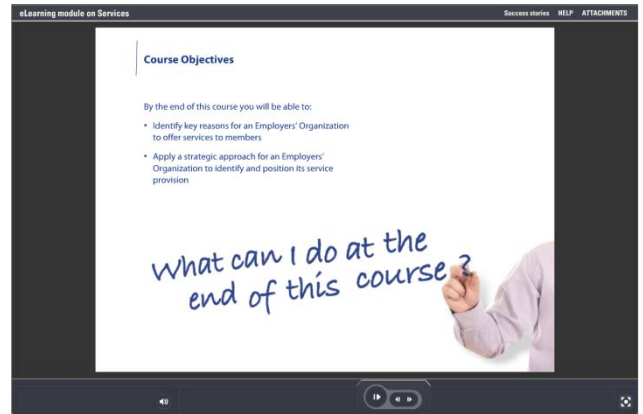 eLearning module on Services
Success stories HELP ATTACHMENTS
Course Objectives
By the end of this course you will be able to:
• Identify key reasons for an Employers' Organization
to offer services to members
• Apply a strategic approach for an Employers'
Organization to identify and position its service
provision
What can I do at the
end of this course?